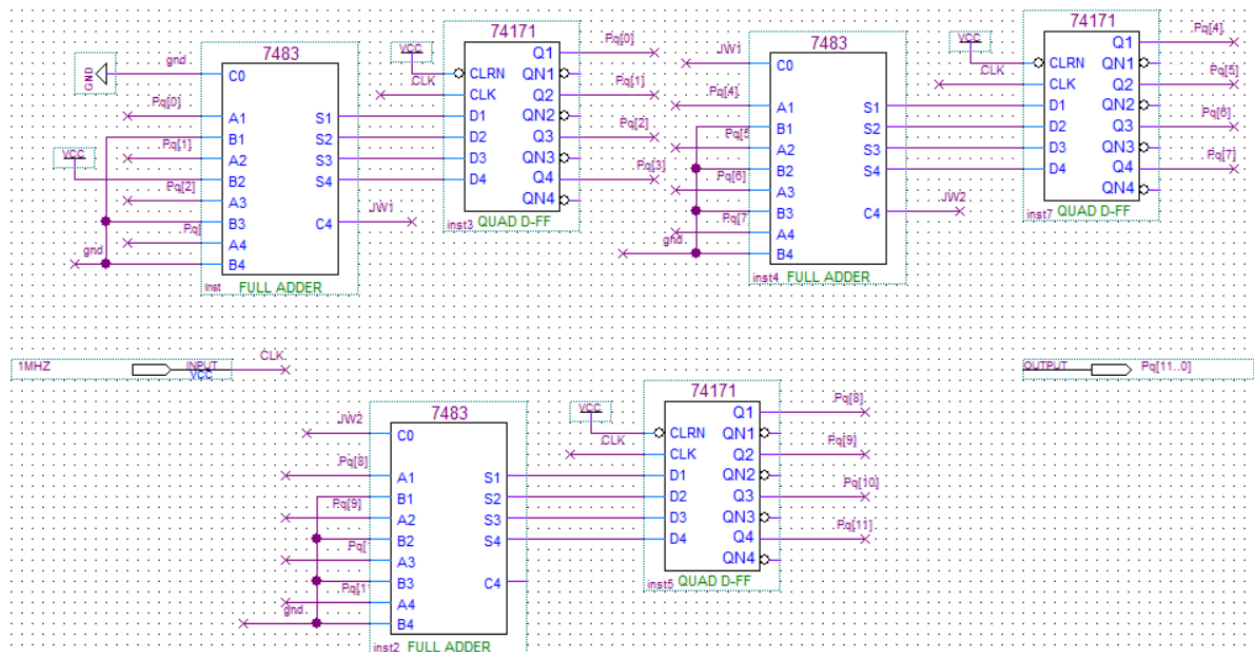 GND
gnd
7483
C0
Pq[0]
A1
B1
Pq[1]
A2
VCC
B2
Pq[2]
A3
B3
A4
gnd
B4
S1
S2
S3
S4
C4
JW1
inst
FULL ADDER
VCC
CLK
74171
CLRN
CLK
D1
D2
D3
D4
Q1
QN1
Q2
QN2
Q3
QN3
Q4
QN4
Pq[0]
Pq[1]
Pq[2]
Pq[3]
inst3
QUAD D-FF
JW1
7483
C0
Pq[4]
A1
B1
Pq[5
A2
B2
Pq[6]
A3
B3
Pq[7
A4
gnd
B4
S1
S2
S3
S4
C4
JW2
inst4
FULL ADDER
VCC
CLK
74171
CLRN
CLK
D1
D2
D3
D4
Q1
QN1
Q2
QN2
Q3
QN3
Q4
QN4
Pq[4]
Pq[5]
Pq[6]
Pq[7]
inst7
QUAD D-FF
1MHZ
INPUT
VCC
CLK
OUTPUT
Pq[11..0]
JW2
7483
C0
Pq[8]
A1
B1
Pq[9]
A2
B2
A3
B3
A4
gnd
B4
S1
S2
S3
S4
C4
inst2
FULL ADDER
VCC
CLK
74171
CLRN
CLK
D1
D2
D3
D4
Q1
QN1
Q2
QN2
Q3
QN3
Q4
QN4
Pq[8]
Pq[9]
Pq[10]
Pq[11]
inst5
QUAD D-FF